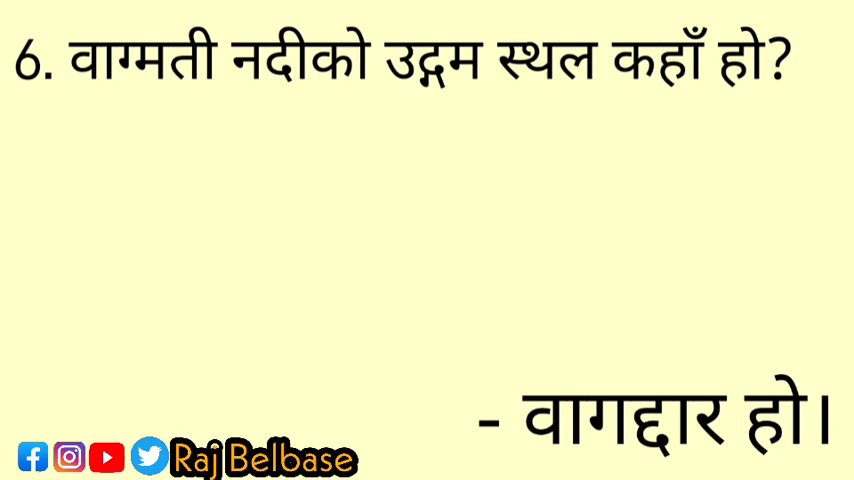 6. वाग्मती नदीको उद्गम स्थल कहाँ हो?
- वागद्दार हो।
Raj Belbase